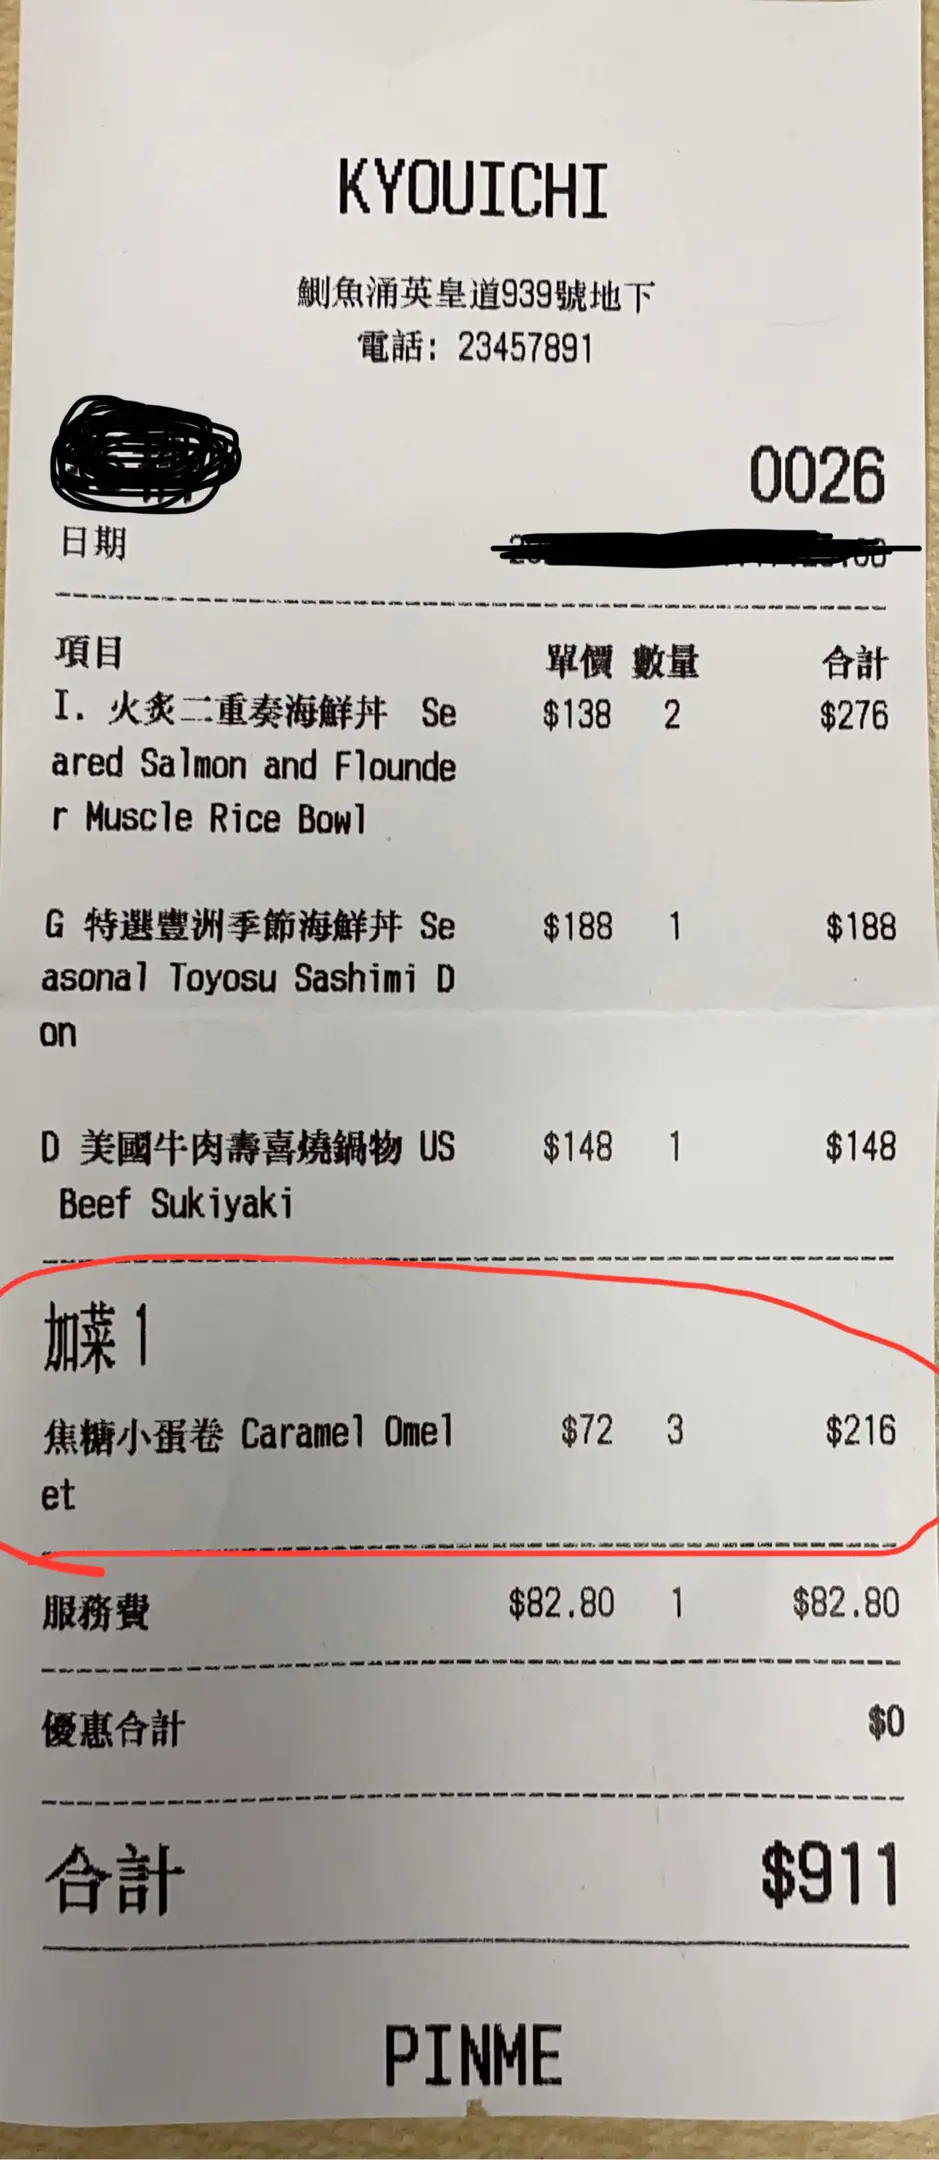 KYOUICHI
鰂魚涌英皇道939號地下
電話: 23457891
0026
日期
項目 單價 數量 合計
I. 火炙二重奏海鮮丼 Se $138 2 $276
ared Salmon and Flounde
r Muscle Rice Bowl
G 特選豐洲季節海鮮丼 Se $188 1 $188
asonal Toyosu Sashimi D
on
D 美國牛肉壽喜燒鍋物 US $148 1 $148
Beef Sukiyaki
加菜 1
焦糖小蛋卷 Caramel Omel $72 3 $216
et
服務費 $82.80 1 $82.80
優惠合計 $0
合計 $911
PINME